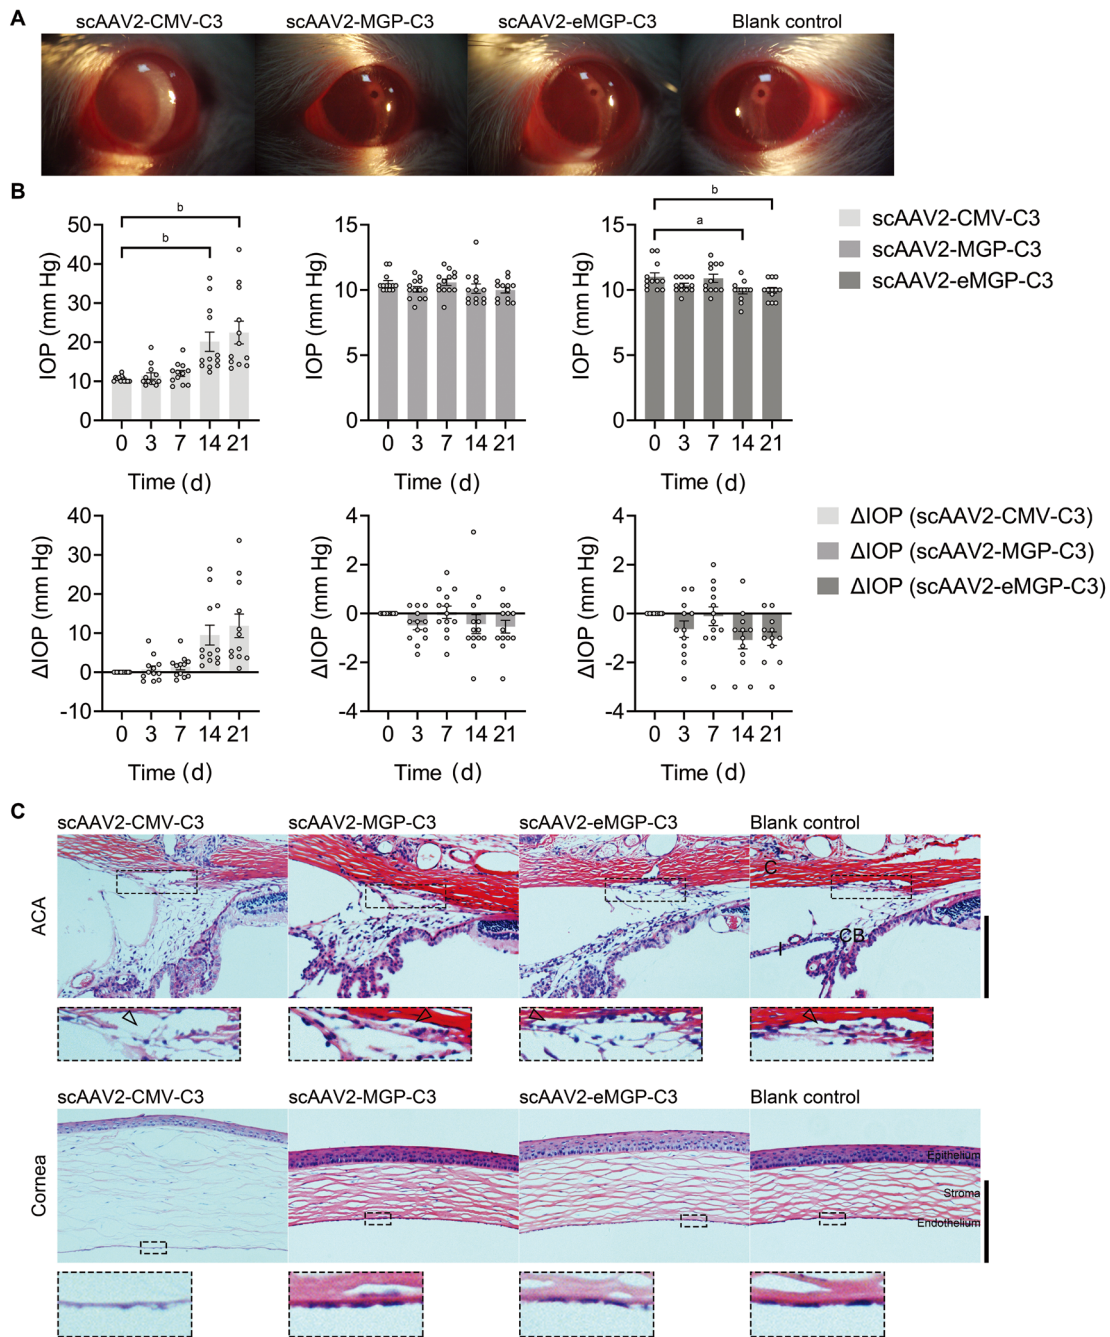 A
scAAV2-CMV-C3 scAAV2-MGP-C3 scAAV2-eMGP-C3 Blank control
B
b
b
50
40
30
20
10
0
IOP (mm Hg)
0 3 7 14 21
Time (d)
15
10
5
0
IOP (mm Hg)
0 3 7 14 21
Time (d)
b
a
15
10
5
0
IOP (mm Hg)
0 3 7 14 21
Time (d)
scAAV2-CMV-C3
scAAV2-MGP-C3
scAAV2-eMGP-C3
40
30
20
10
0
-10
ΔIOP (mm Hg)
0 3 7 14 21
Time (d)
4
2
0
-2
-4
ΔIOP (mm Hg)
0 3 7 14 21
Time (d)
4
2
0
-2
-4
ΔIOP (mm Hg)
0 3 7 14 21
Time (d)
ΔIOP (scAAV2-CMV-C3)
ΔIOP (scAAV2-MGP-C3)
ΔIOP (scAAV2-eMGP-C3)
C
scAAV2-CMV-C3 scAAV2-MGP-C3 scAAV2-eMGP-C3 Blank control
ACA
C
I
CB
scAAV2-CMV-C3 scAAV2-MGP-C3 scAAV2-eMGP-C3 Blank control
Cornea
Epithelium
Stroma
Endothelium